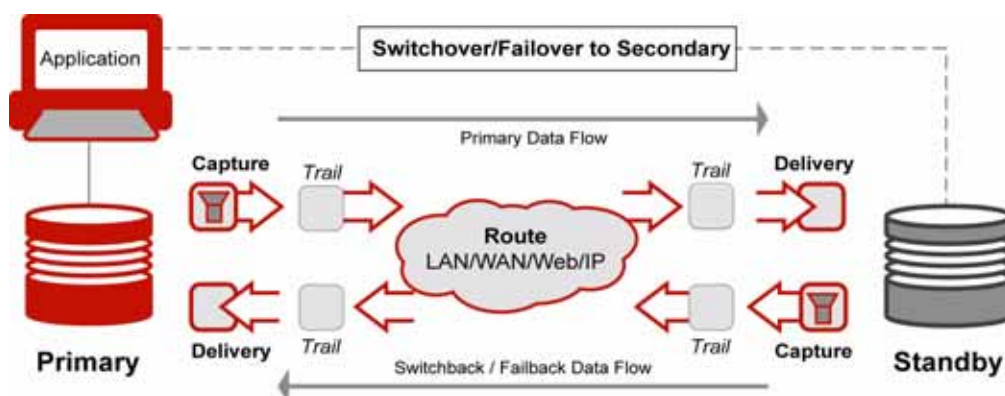 Application
Switchover/Failover to Secondary
Primary Data Flow
Capture
Trail
Trail
Delivery
Route
LAN/WAN/Web/IP
Delivery
Trail
Trail
Capture
Primary
Switchback / Failback Data Flow
Standby